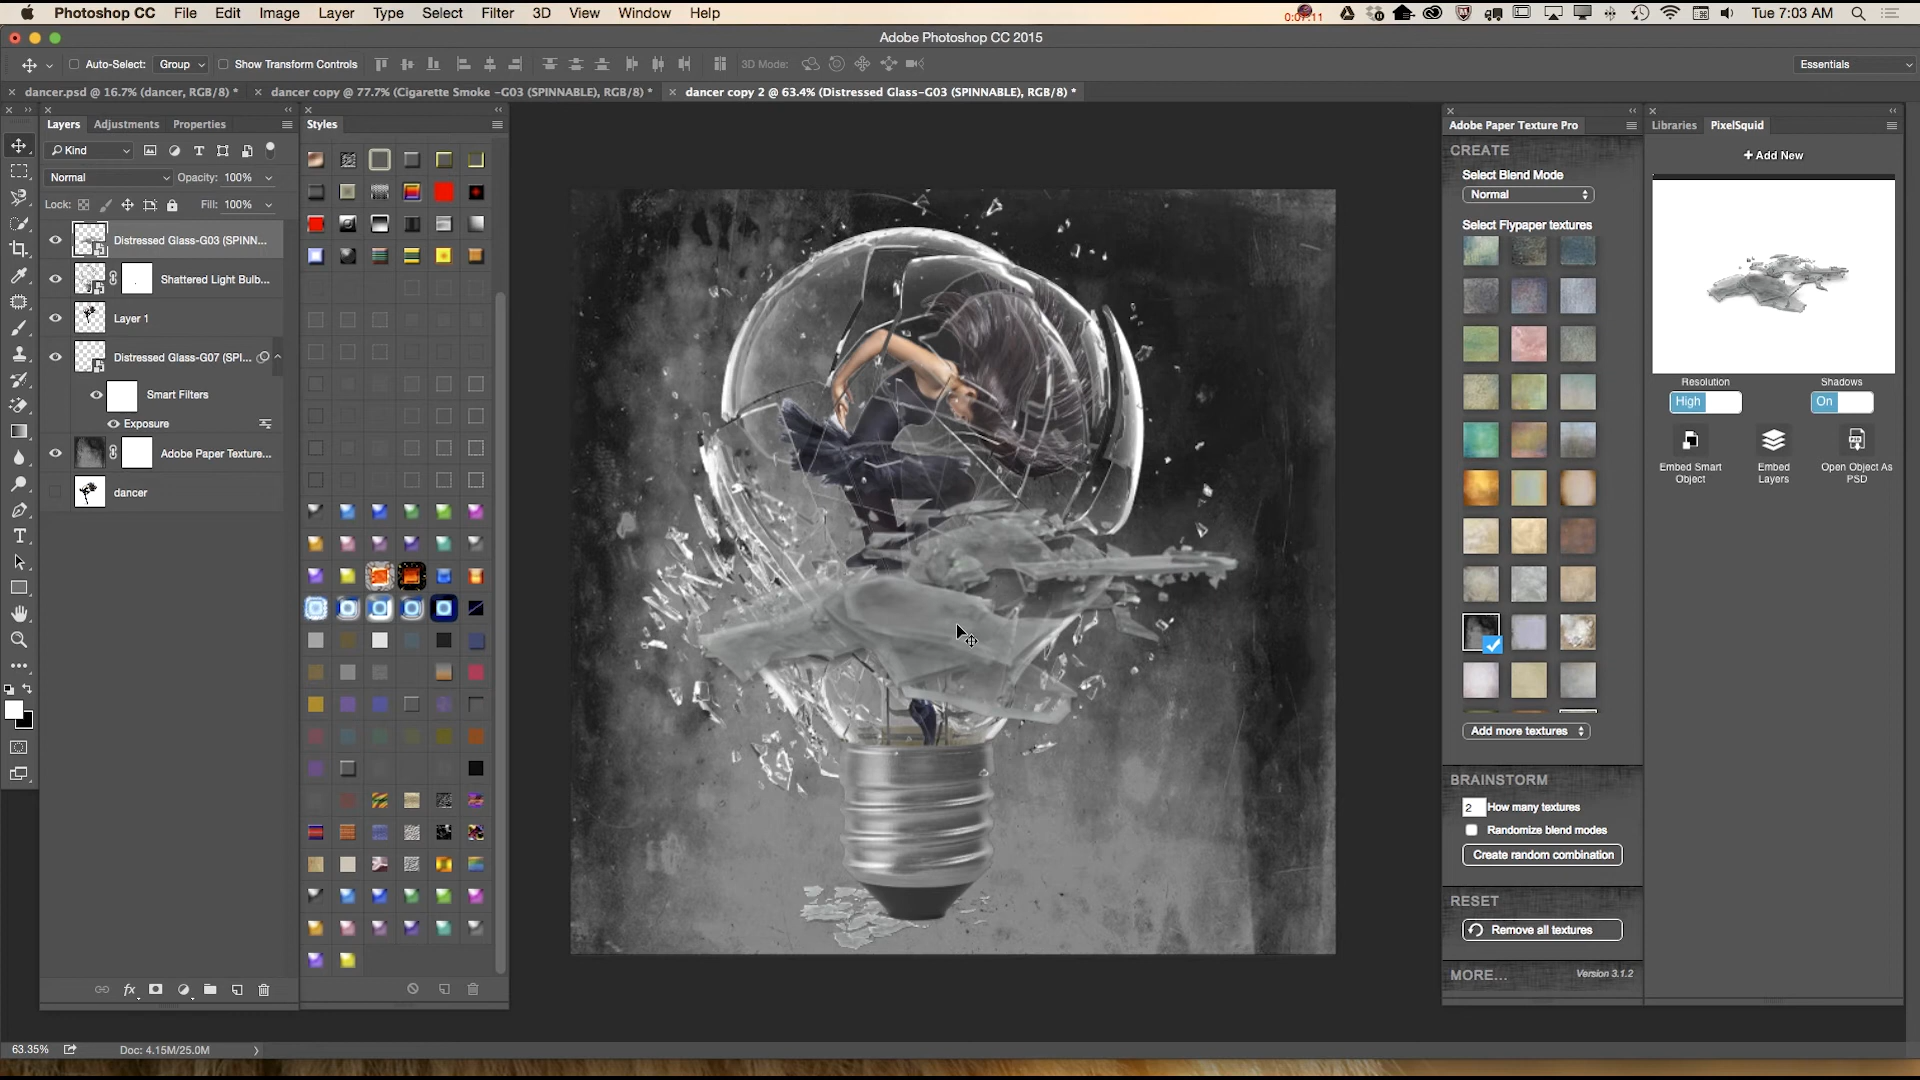 Photoshop CC File Edit Image Layer Type Select Filter 3D View Window Help
0:07:11
Tue 7:03 AM
Adobe Photoshop CC 2015
Auto-Select: Group Show Transform Controls 3D Mode: Essentials
dancer.psd @ 16.7% (dancer, RGB/8) *
dancer copy @ 77.7% (Cigarette Smoke -G03 (SPINNABLE), RGB/8) *
dancer copy 2 @ 63.4% (Distressed Glass-G03 (SPINNABLE), RGB/8) *
Layers Adjustments Properties
Kind
Normal Opacity: 100%
Lock: Fill: 100%
Distressed Glass-G03 (SPINN...
Shattered Light Bulb...
Layer 1
Distressed Glass-G07 (SPI...
Smart Filters
Exposure
Adobe Paper Texture...
dancer
fx
Styles
Adobe Paper Texture Pro
CREATE
Select Blend Mode
Normal
Select Flypaper textures
Add more textures
BRAINSTORM
2 How many textures
Randomize blend modes
Create random combination
RESET
Remove all textures
MORE... Version 3.1.2
Libraries PixelSquid
+ Add New
Resolution Shadows
High On
Embed Smart Object
Embed Layers
Open Object As PSD
63.35% Doc: 4.15M/25.0M